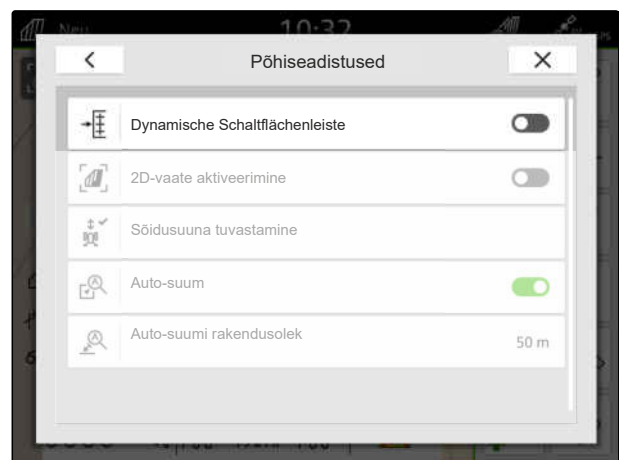 Neu 10:32
Põhiseadistused
Dynamische Schaltflächenleiste
2D-vaate aktiveerimine
Sõidusuuna tuvastamine
Auto-suum
Auto-suumi rakendusolek
50 m